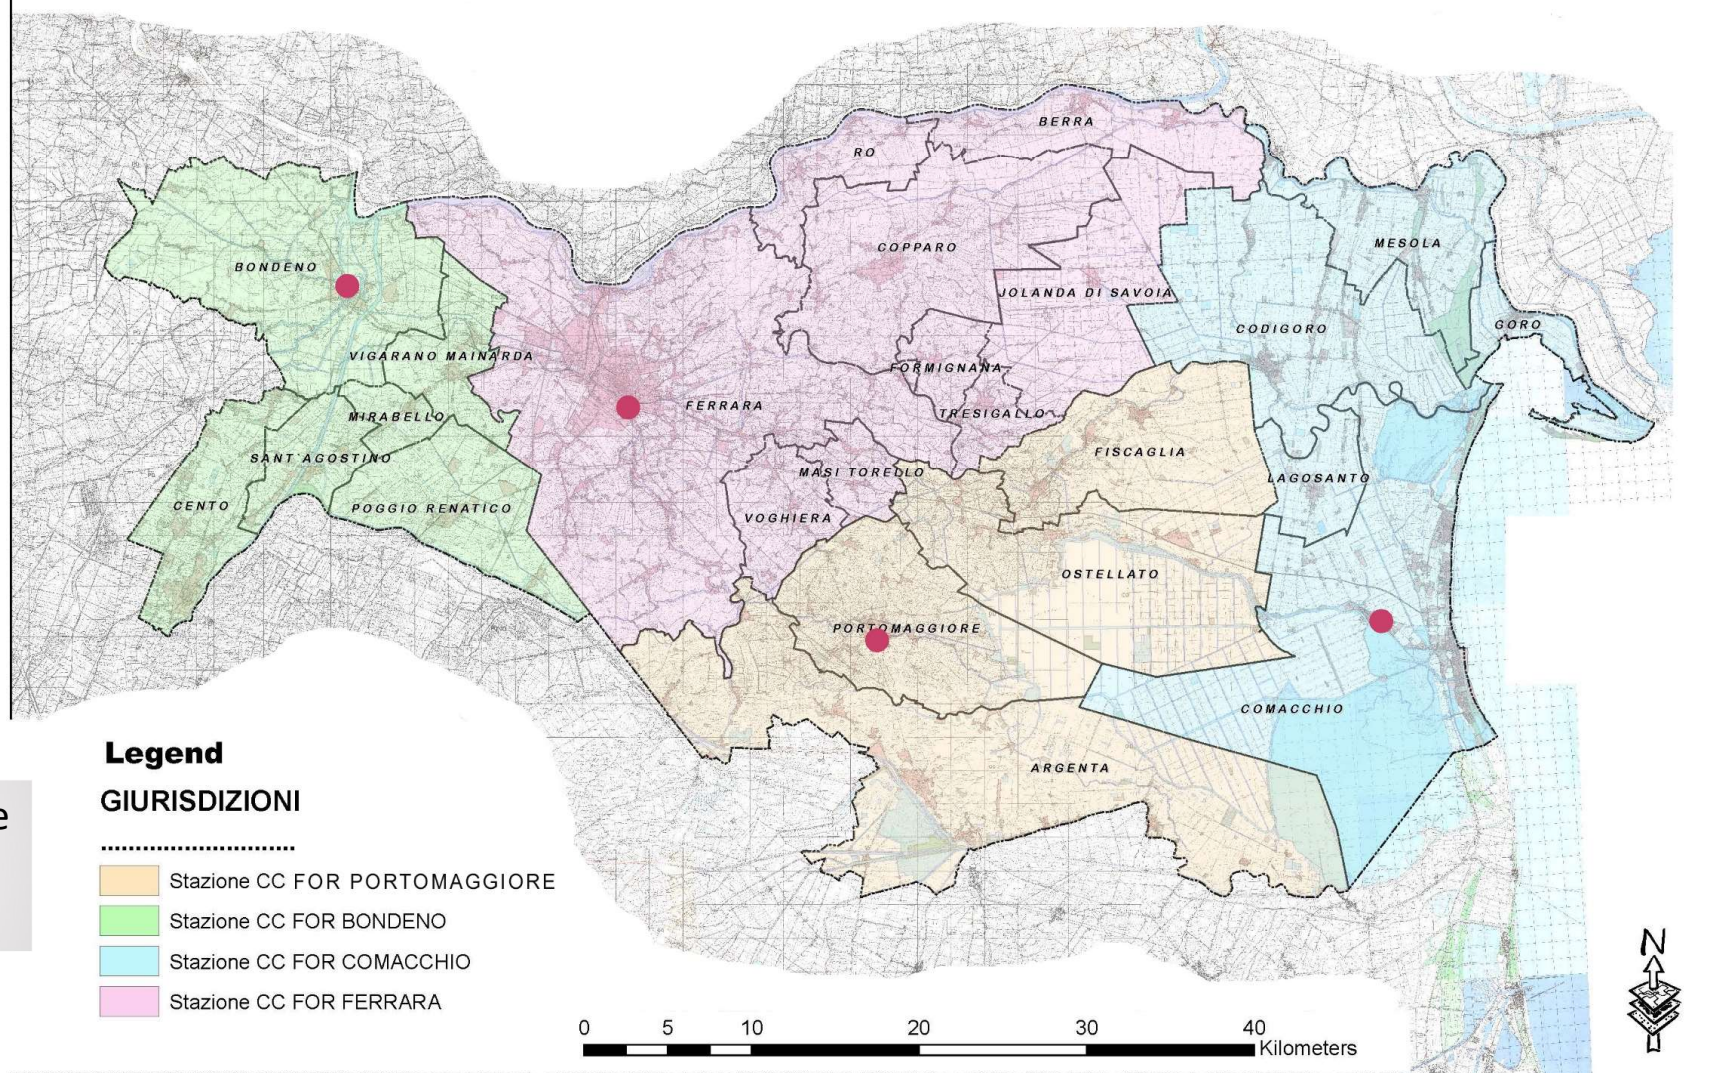 BERRA
RO
COPPARO
MESOLA
BONDENO
JOLANDA DI SAVOIA
CODIGORO
GORO
VIGARANO MAINARDA
FORMIGNANA
FERRARA
TRESIGALLO
MIRABELLO
FISCAGLIA
SANT'AGOSTINO
MASI TORELLO
LAGOSANTO
CENTO
POGGIO RENATICO
VOGHIERA
OSTELLATO
PORTOMAGGIORE
COMACCHIO
ARGENTA
Legend
GIURISDIZIONI
e
Stazione CC FOR PORTOMAGGIORE
Stazione CC FOR BONDENO
Stazione CC FOR COMACCHIO
Stazione CC FOR FERRARA
N
0 5 10 20 30 40
Kilometers